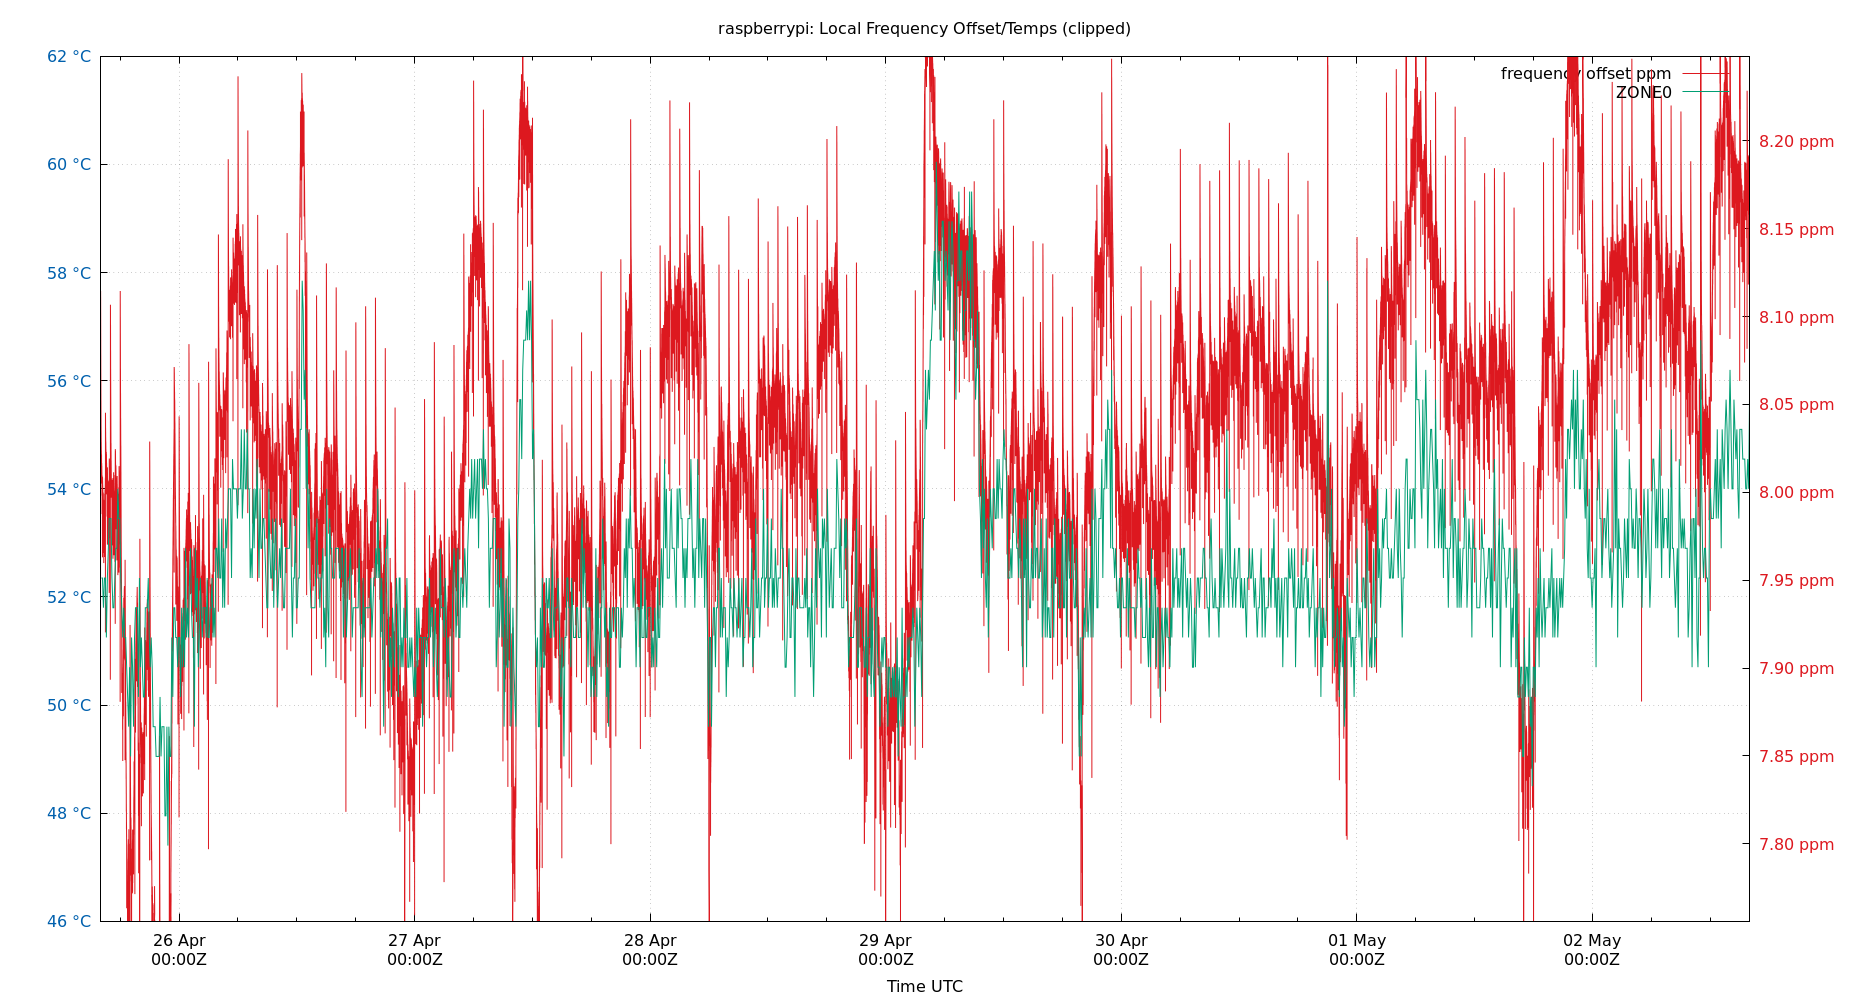 raspberrypi: Local Frequency Offset/Temps (clipped)
62 °C
60 °C
58 °C
56 °C
54 °C
52 °C
50 °C
48 °C
46 °C
frequency offset ppm
ZONE0
8.20 ppm
8.15 ppm
8.10 ppm
8.05 ppm
8.00 ppm
7.95 ppm
7.90 ppm
7.85 ppm
7.80 ppm
26 Apr 27 Apr 28 Apr 29 Apr 30 Apr 01 May 02 May
00:00Z 00:00Z 00:00Z 00:00Z 00:00Z 00:00Z 00:00Z
Time UTC